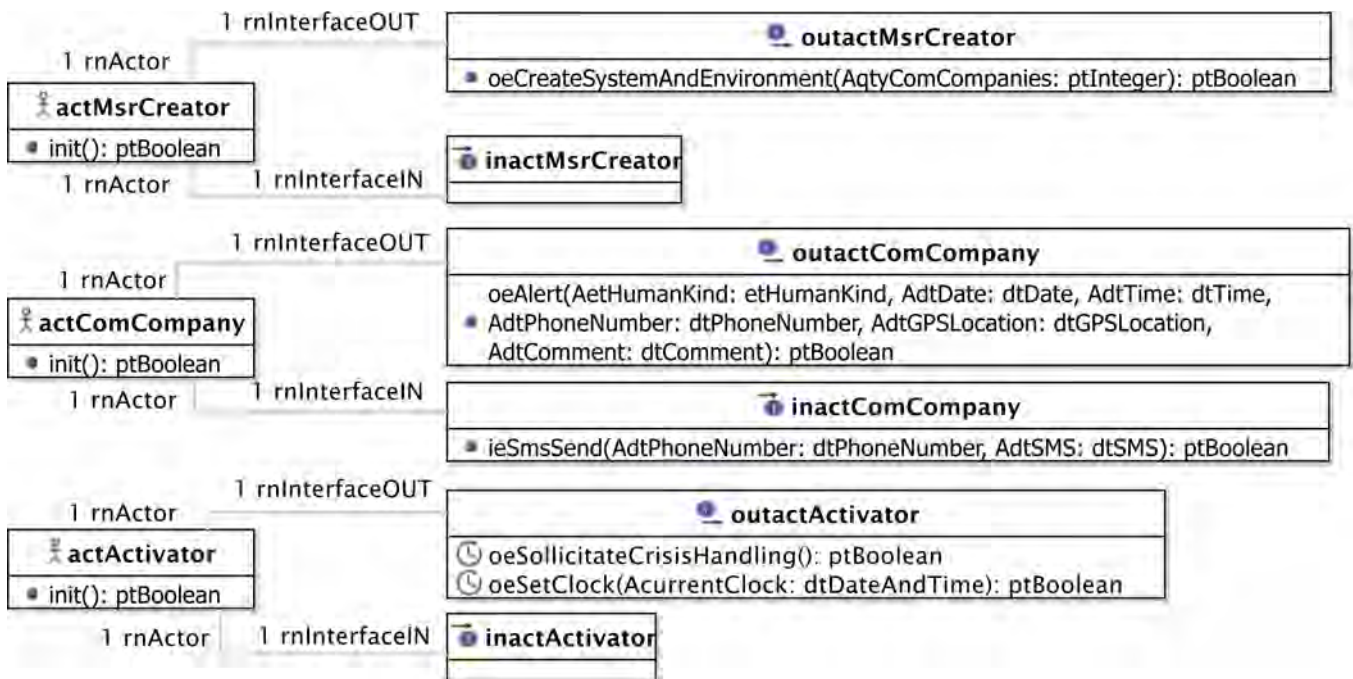 1 rnInterfaceOUT
outactMsrCreator
1 rnActor
oeCreateSystemAndEnvironment(AqtyComCompanies: ptInteger): ptBoolean
actMsrCreator
init(): ptBoolean
inactMsrCreator
1 rnActor
1 rnInterfaceIN
1 rnInterfaceOUT
outactComCompany
1 rnActor
oeAlert(AetHumanKind: etHumanKind, AdtDate: dtDate, AdtTime: dtTime,
AdtPhoneNumber: dtPhoneNumber, AdtGPSLocation: dtGPSLocation,
AdtComment: dtComment): ptBoolean
actComCompany
init(): ptBoolean
1 rnActor
1 rnInterfaceIN
inactComCompany
ieSmsSend(AdtPhoneNumber: dtPhoneNumber, AdtSMS: dtSMS): ptBoolean
1 rnInterfaceOUT
1 rnActor
outactActivator
actActivator
oeSollicitateCrisisHandling(): ptBoolean
oeSetClock(AcurrentClock: dtDateAndTime): ptBoolean
init(): ptBoolean
1 rnActor
1 rnInterfaceIN
inactActivator